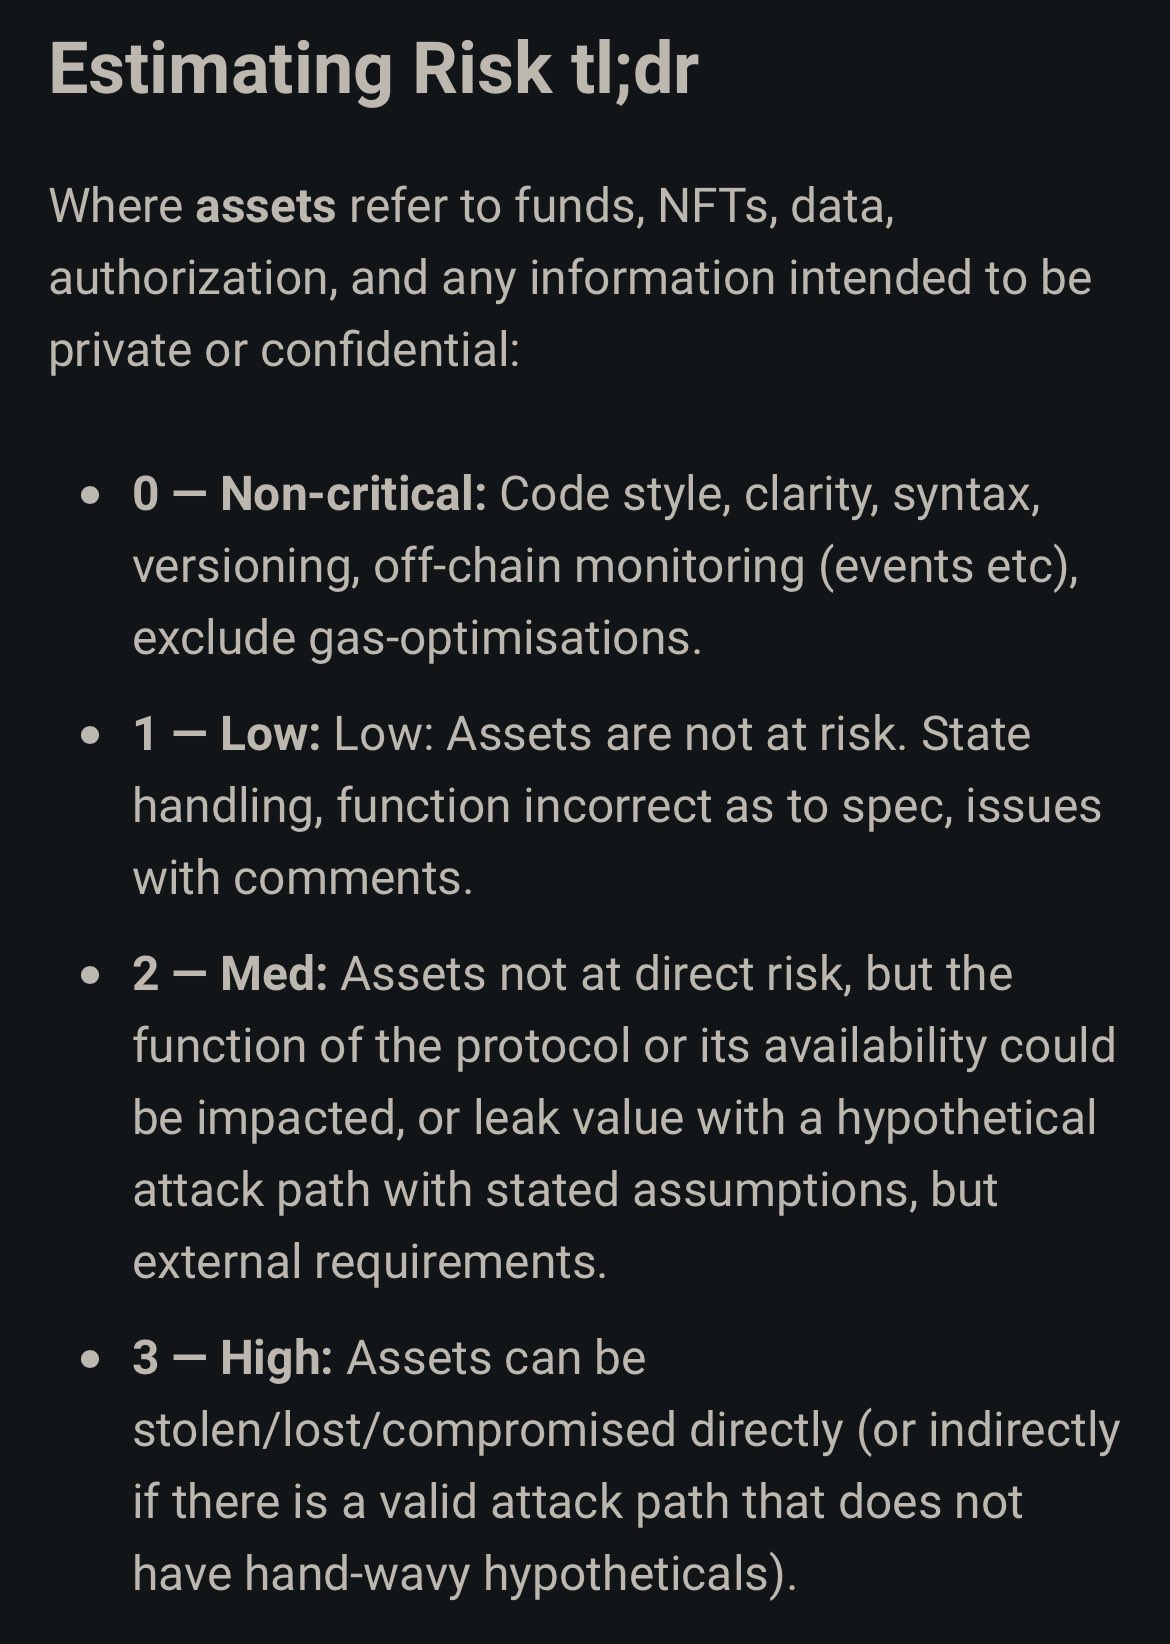 Estimating Risk tl;dr
Where assets refer to funds, NFTs, data,
authorization, and any information intended to be
private or confidential:
• 0 — Non-critical: Code style, clarity, syntax,
versioning, off-chain monitoring (events etc),
exclude gas-optimisations.
• 1 — Low: Low: Assets are not at risk. State
handling, function incorrect as to spec, issues
with comments.
• 2 — Med: Assets not at direct risk, but the
function of the protocol or its availability could
be impacted, or leak value with a hypothetical
attack path with stated assumptions, but
external requirements.
• 3 — High: Assets can be
stolen/lost/compromised directly (or indirectly
if there is a valid attack path that does not
have hand-wavy hypotheticals).